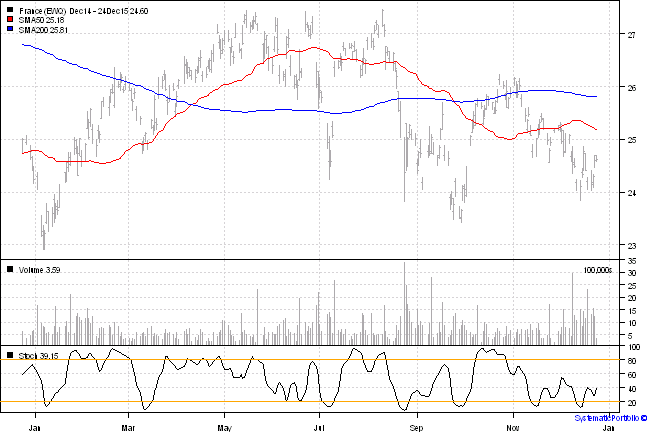 France (EWQ) Dec14 - 24Dec15 24.60
SMA50 25.18
SMA200 25.81
27
26
25
24
23
Volume 3.59
100,000s
35
30
25
20
15
10
5
Stoch 39.15
100
80
60
40
20
Jan Mar May Jul Sep Nov Jan
SystematicPortfolio ©